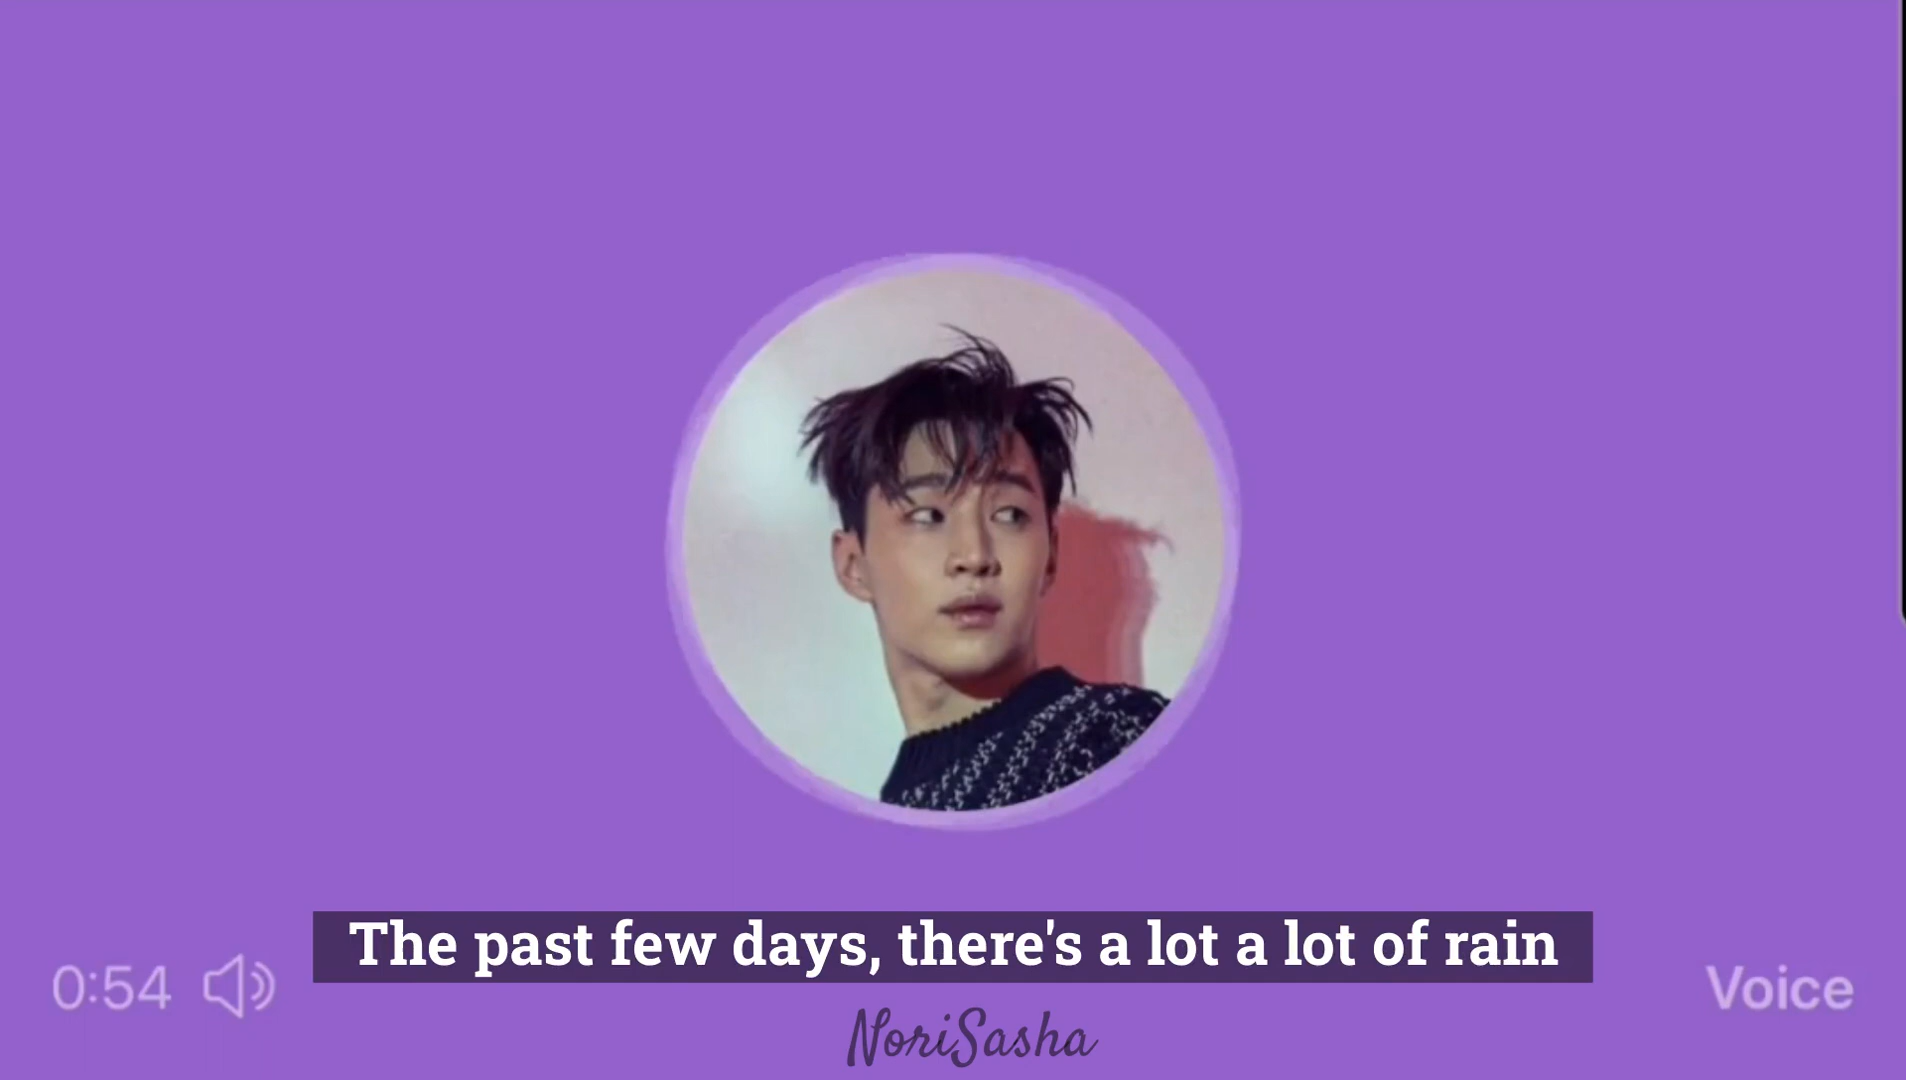 The past few days, there's a lot a lot of rain
0:54
Voice
NoriSasha